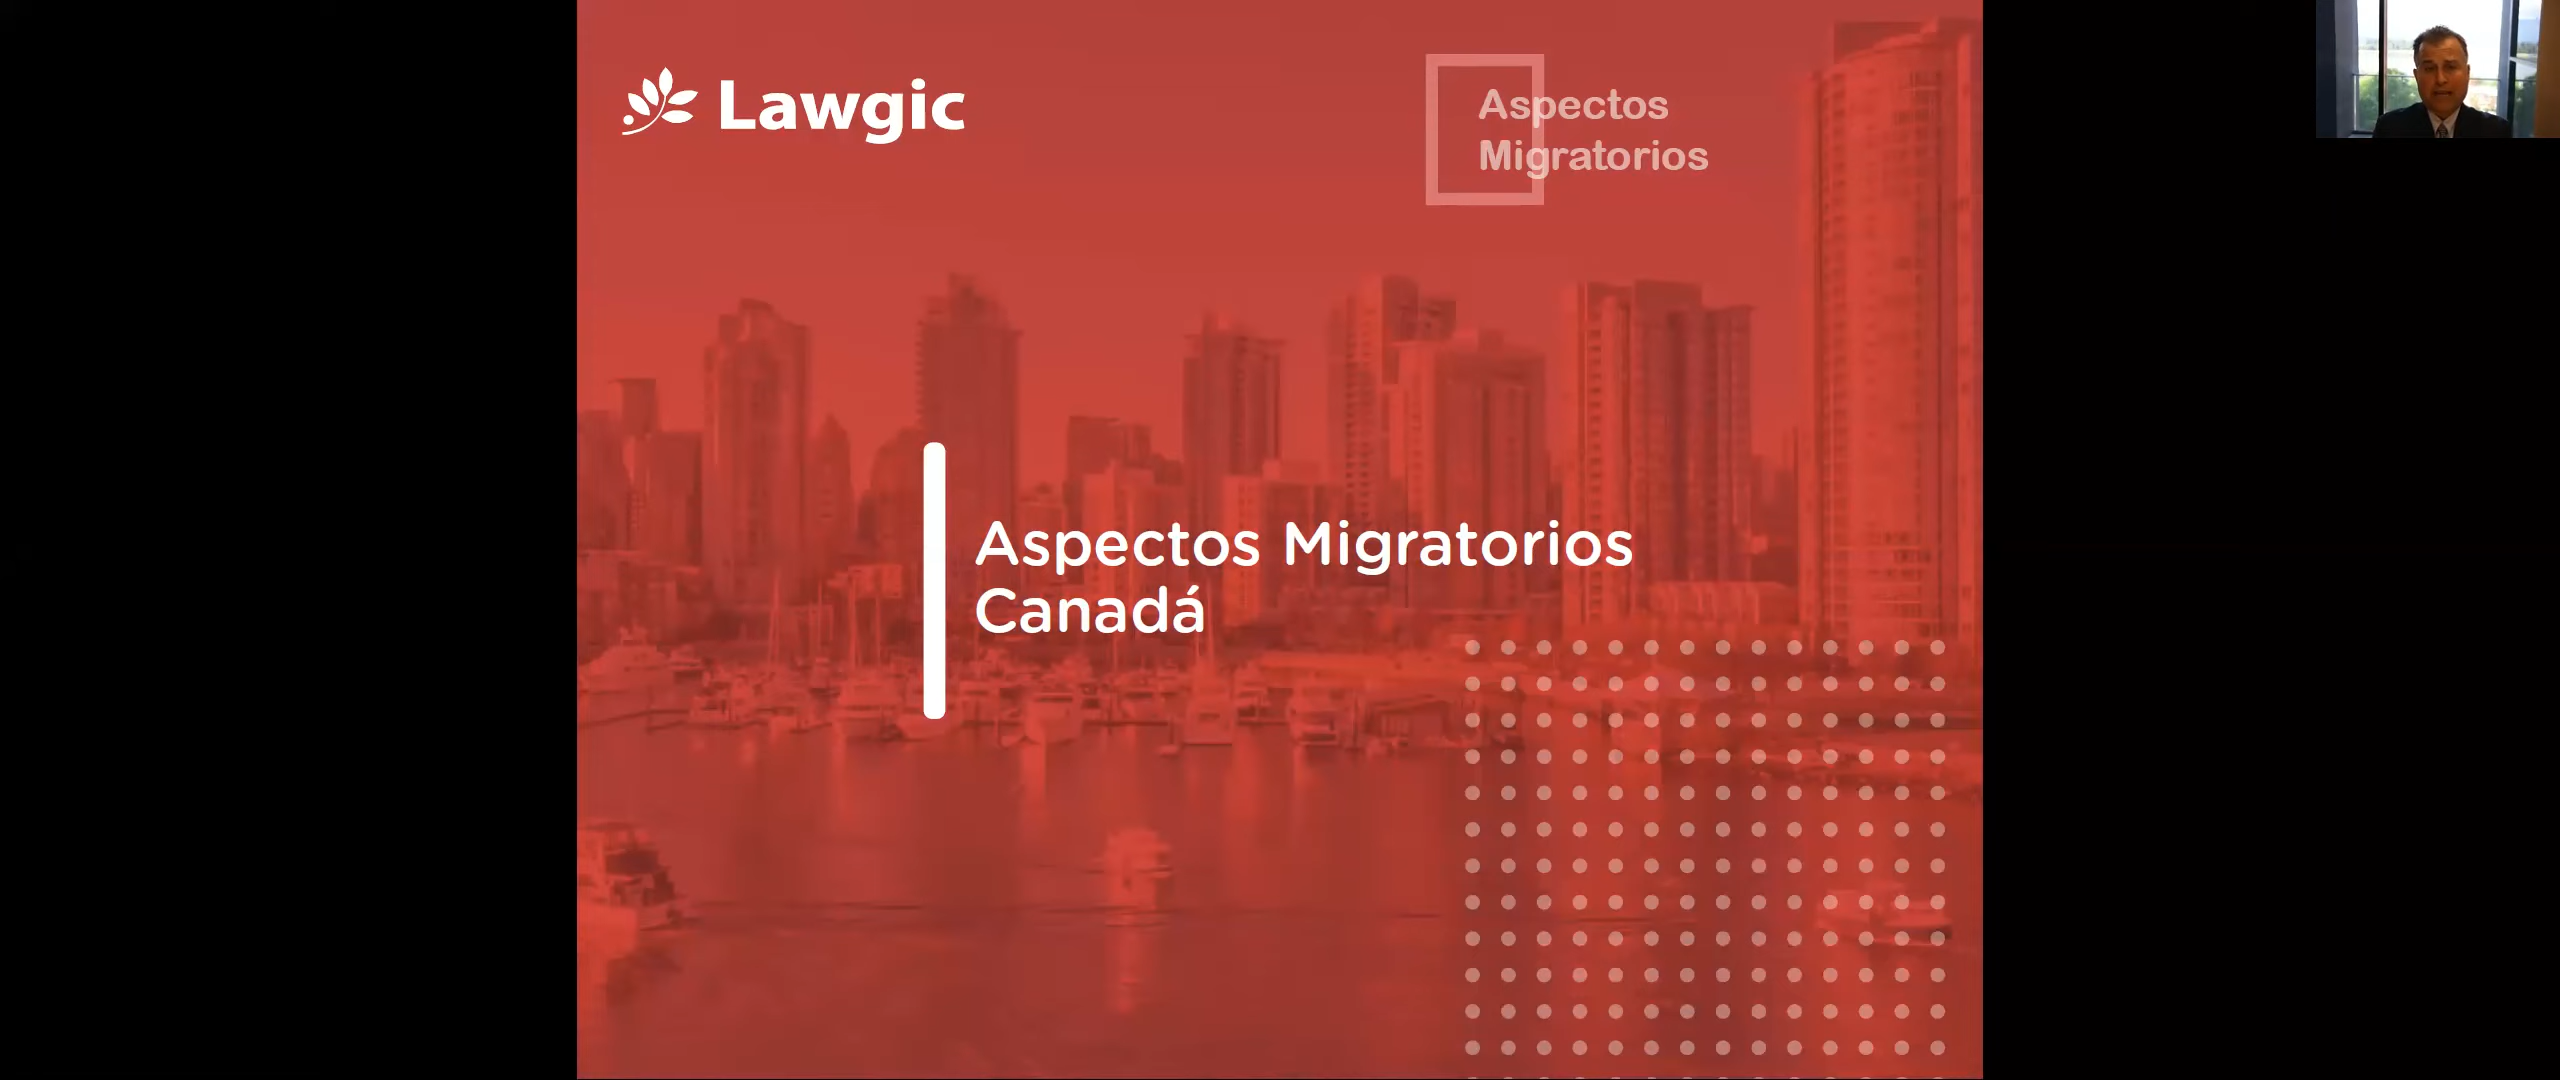 Lawgic
Aspectos
Migratorios
Aspectos Migratorios
Canadá